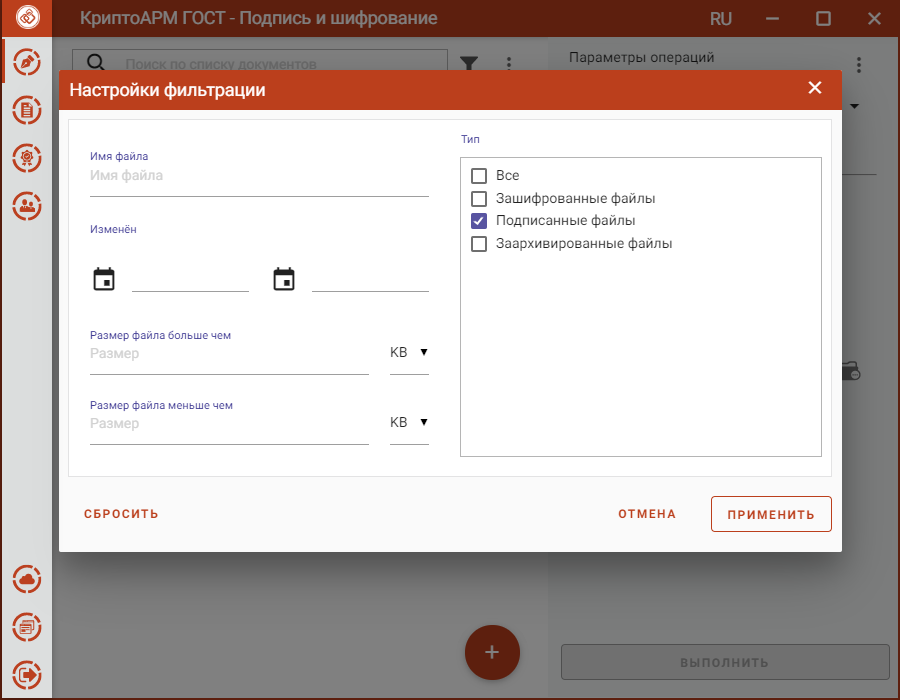 КриптоАРМ ГОСТ - Подпись и шифрование
RU
Поиск по списку документов
Параметры операций
Настройки фильтрации
Имя файла
Имя файла
Изменён
Размер файла больше чем
Размер
KB
Размер файла меньше чем
Размер
KB
Тип
Все
Зашифрованные файлы
Подписанные файлы
Заархивированные файлы
СБРОСИТЬ
ОТМЕНА
ПРИМЕНИТЬ
ВЫПОЛНИТЬ